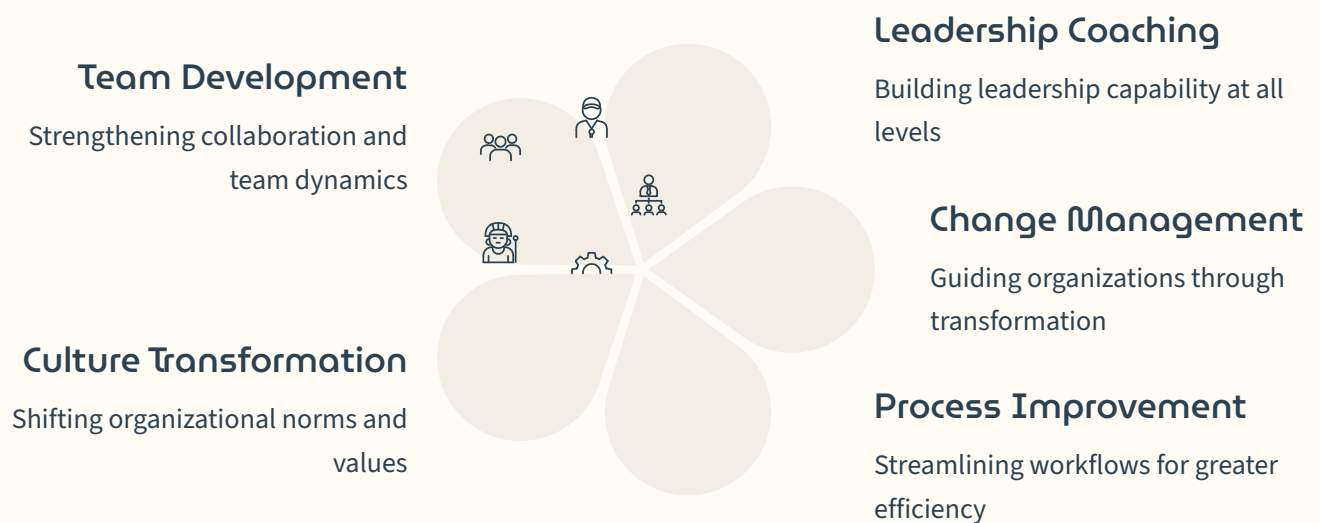 Team Development
Strengthening collaboration and
team dynamics
Leadership Coaching
Building leadership capability at all
levels
Change Management
Guiding organizations through
transformation
Culture Transformation
Shifting organizational norms and
values
Process Improvement
Streamlining workflows for greater
efficiency